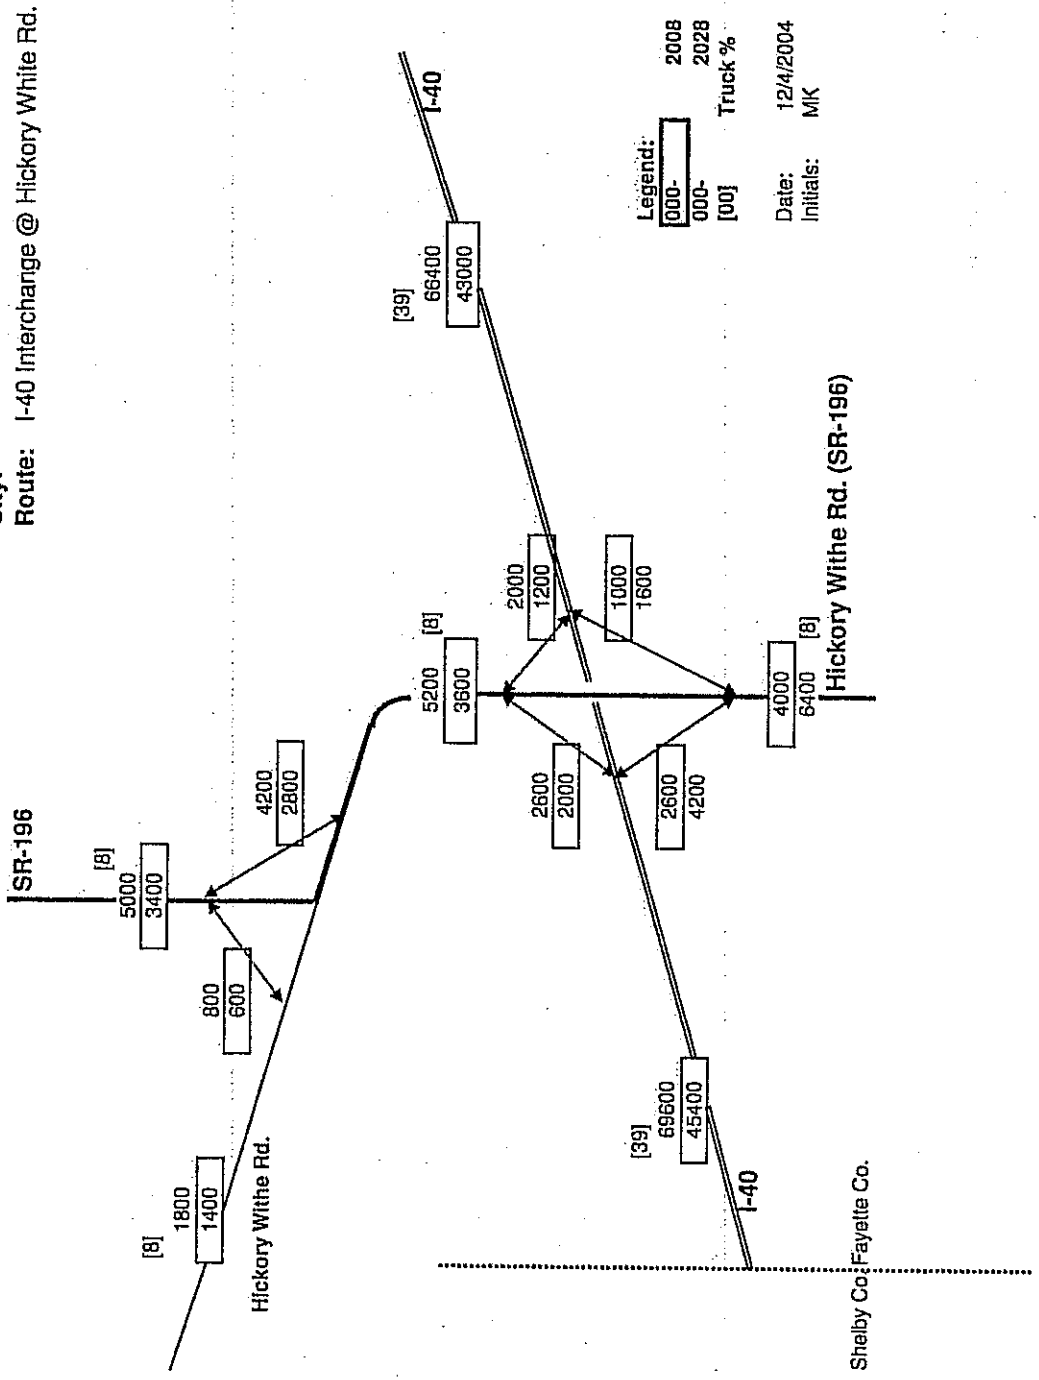 Route: I-40 Interchange @ Hickory White Rd.
SR-196
[8]
5000
3400
4200
2800
800
600
[8]
1800
1400
Hickory Withe Rd.
[8]
5200
3600
2000
1200
1000
1600
2600
2000
2600
4200
4000
6400
[8]
Hickory Withe Rd. (SR-196)
I-40
[39]
66400
43000
[39]
69600
45400
I-40
Shelby Co. Fayette Co.
Legend:
000- 2008
000- 2028
[00] Truck %
Date: 12/4/2004
Initials: MK